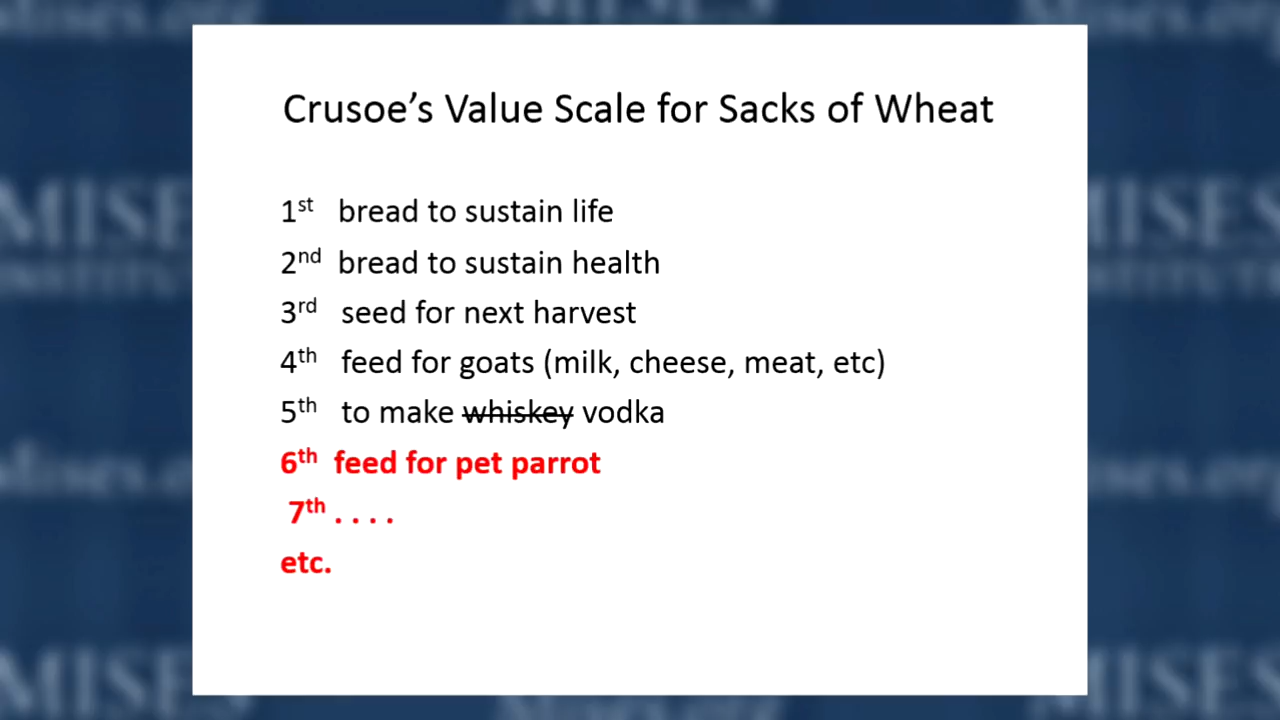 Crusoe's Value Scale for Sacks of Wheat
1st bread to sustain life
2nd bread to sustain health
3rd seed for next harvest
4th feed for goats (milk, cheese, meat, etc)
5th to make whiskey vodka
6th feed for pet parrot
7th . . . .
etc.